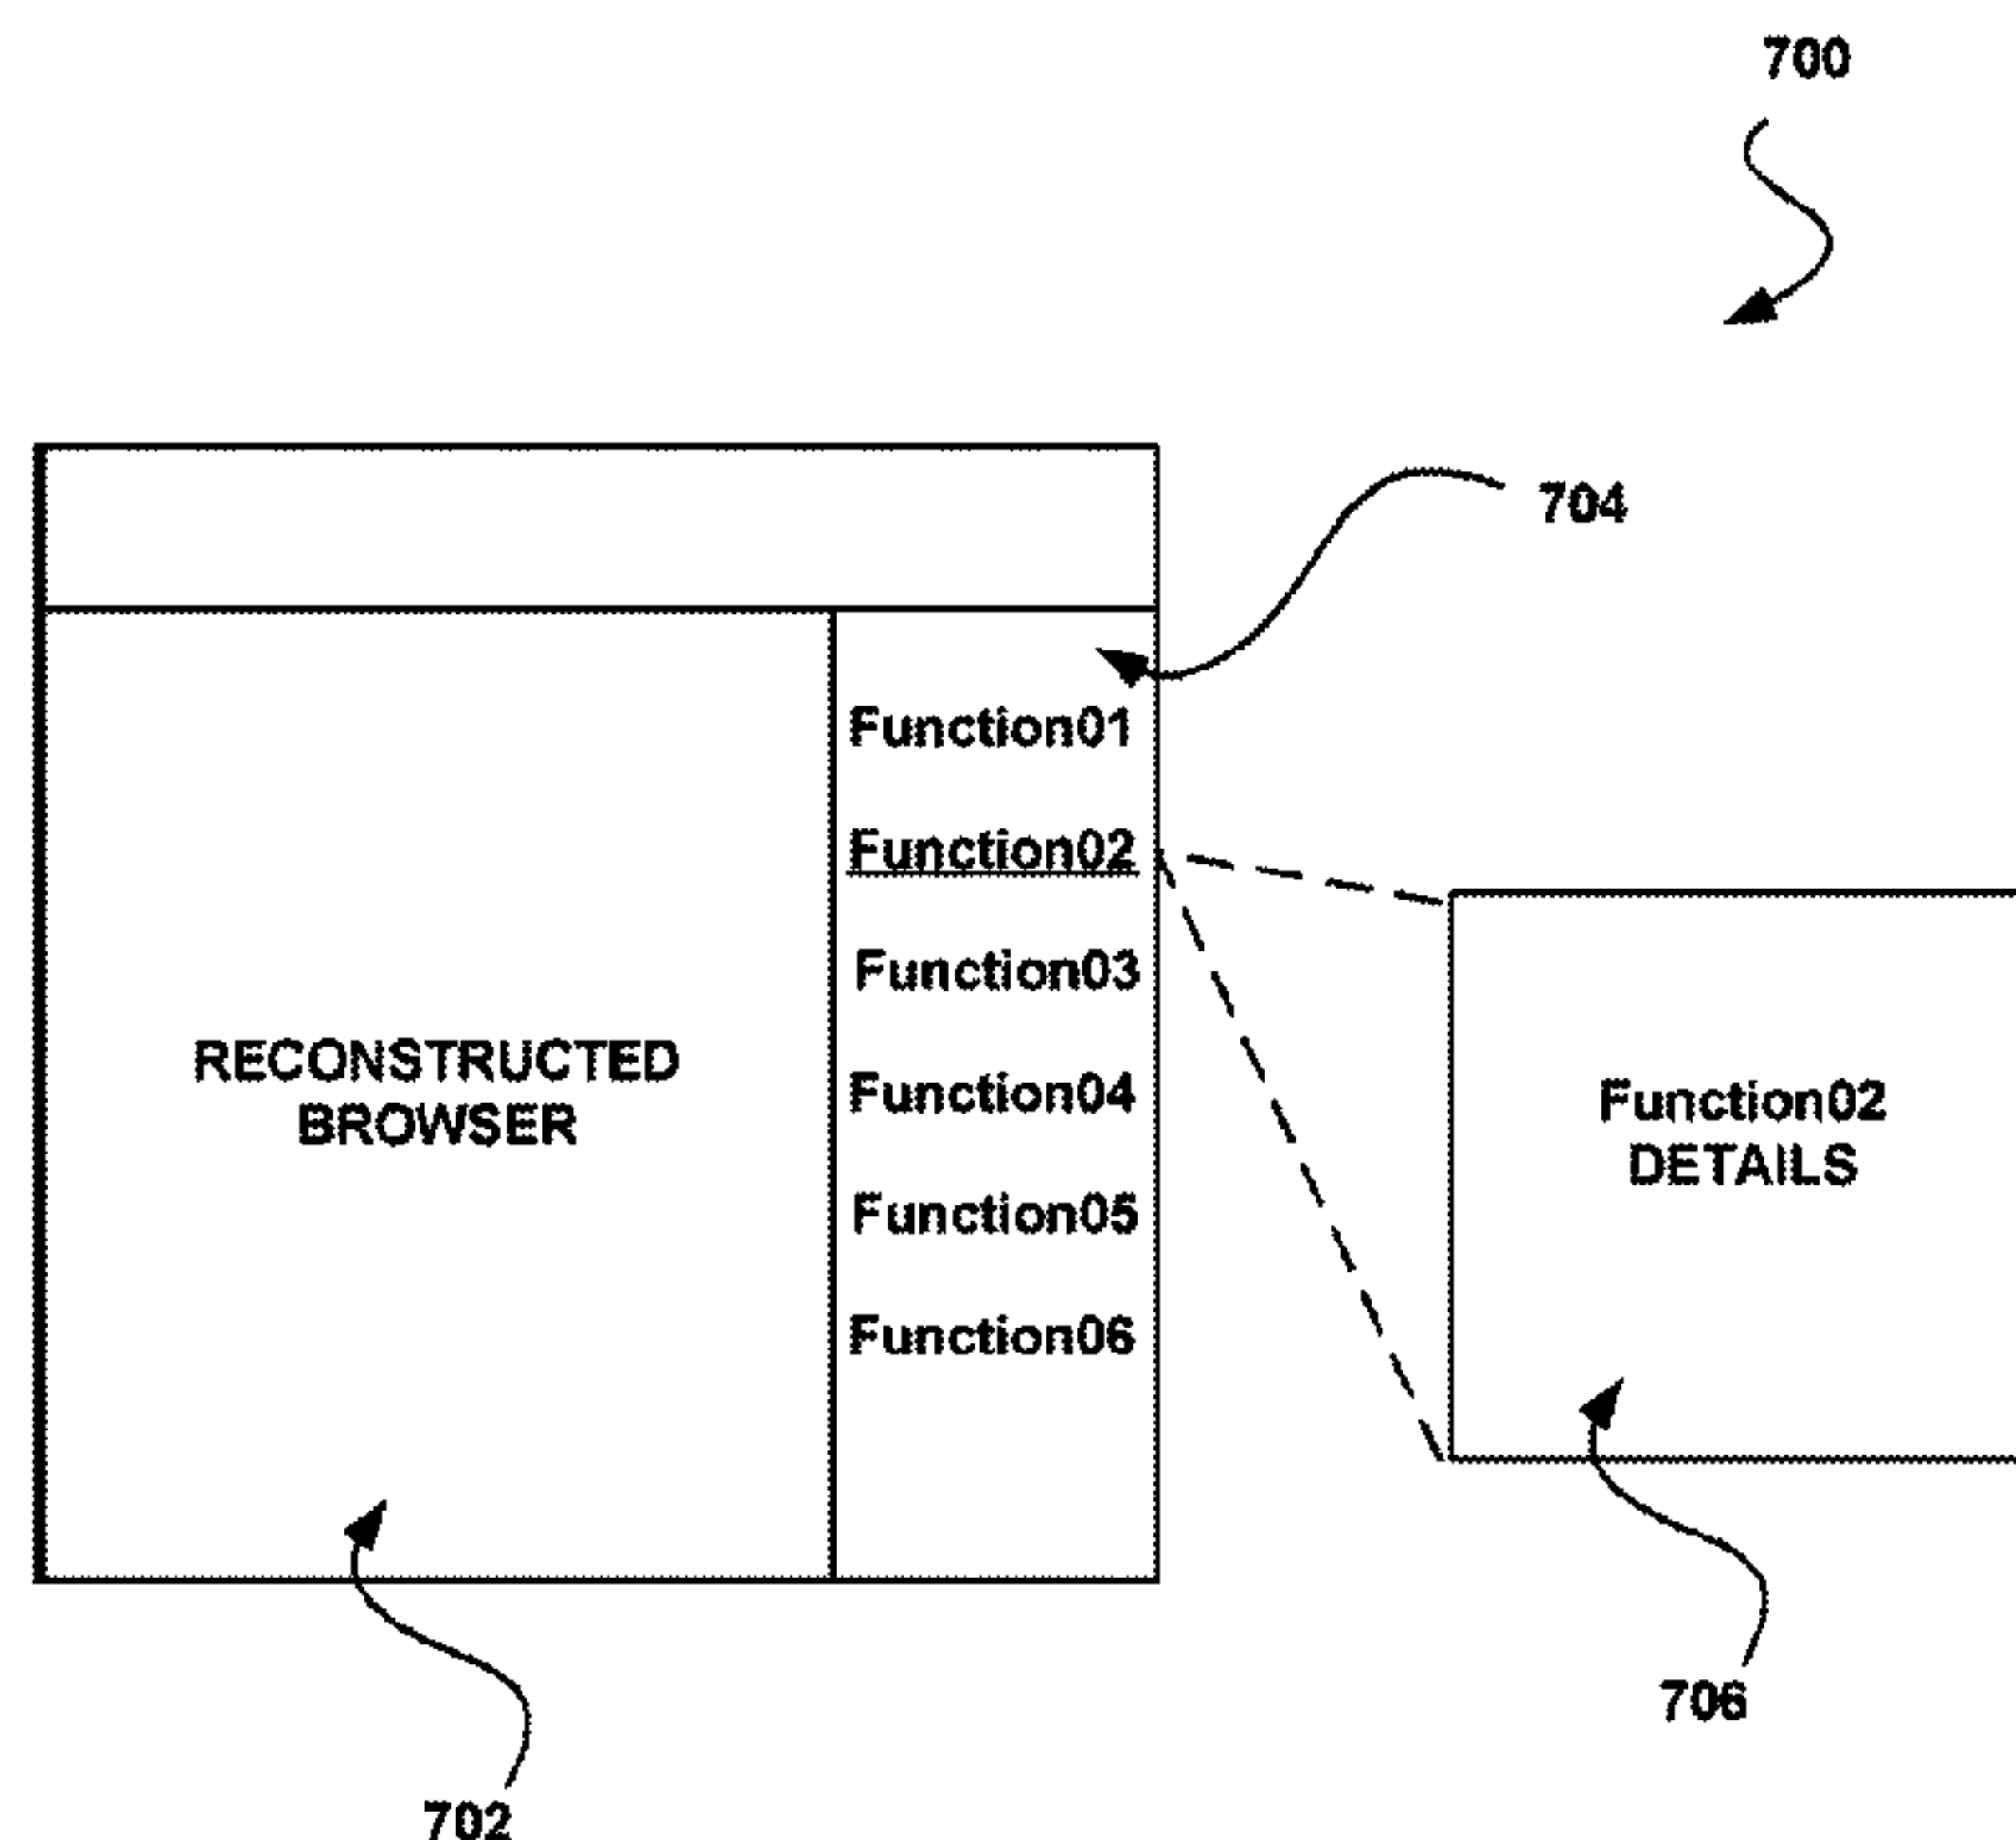 700
704
Function01
Function02
Function03
Function04
Function05
Function06
RECONSTRUCTED
BROWSER
Function02
DETAILS
706
702